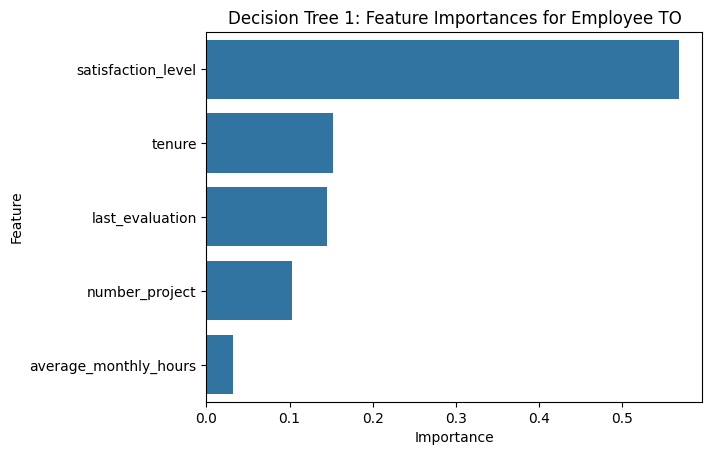 Decision Tree 1: Feature Importances for Employee TO
Feature
satisfaction_level
tenure
last_evaluation
number_project
average_monthly_hours
0.0 0.1 0.2 0.3 0.4 0.5
Importance